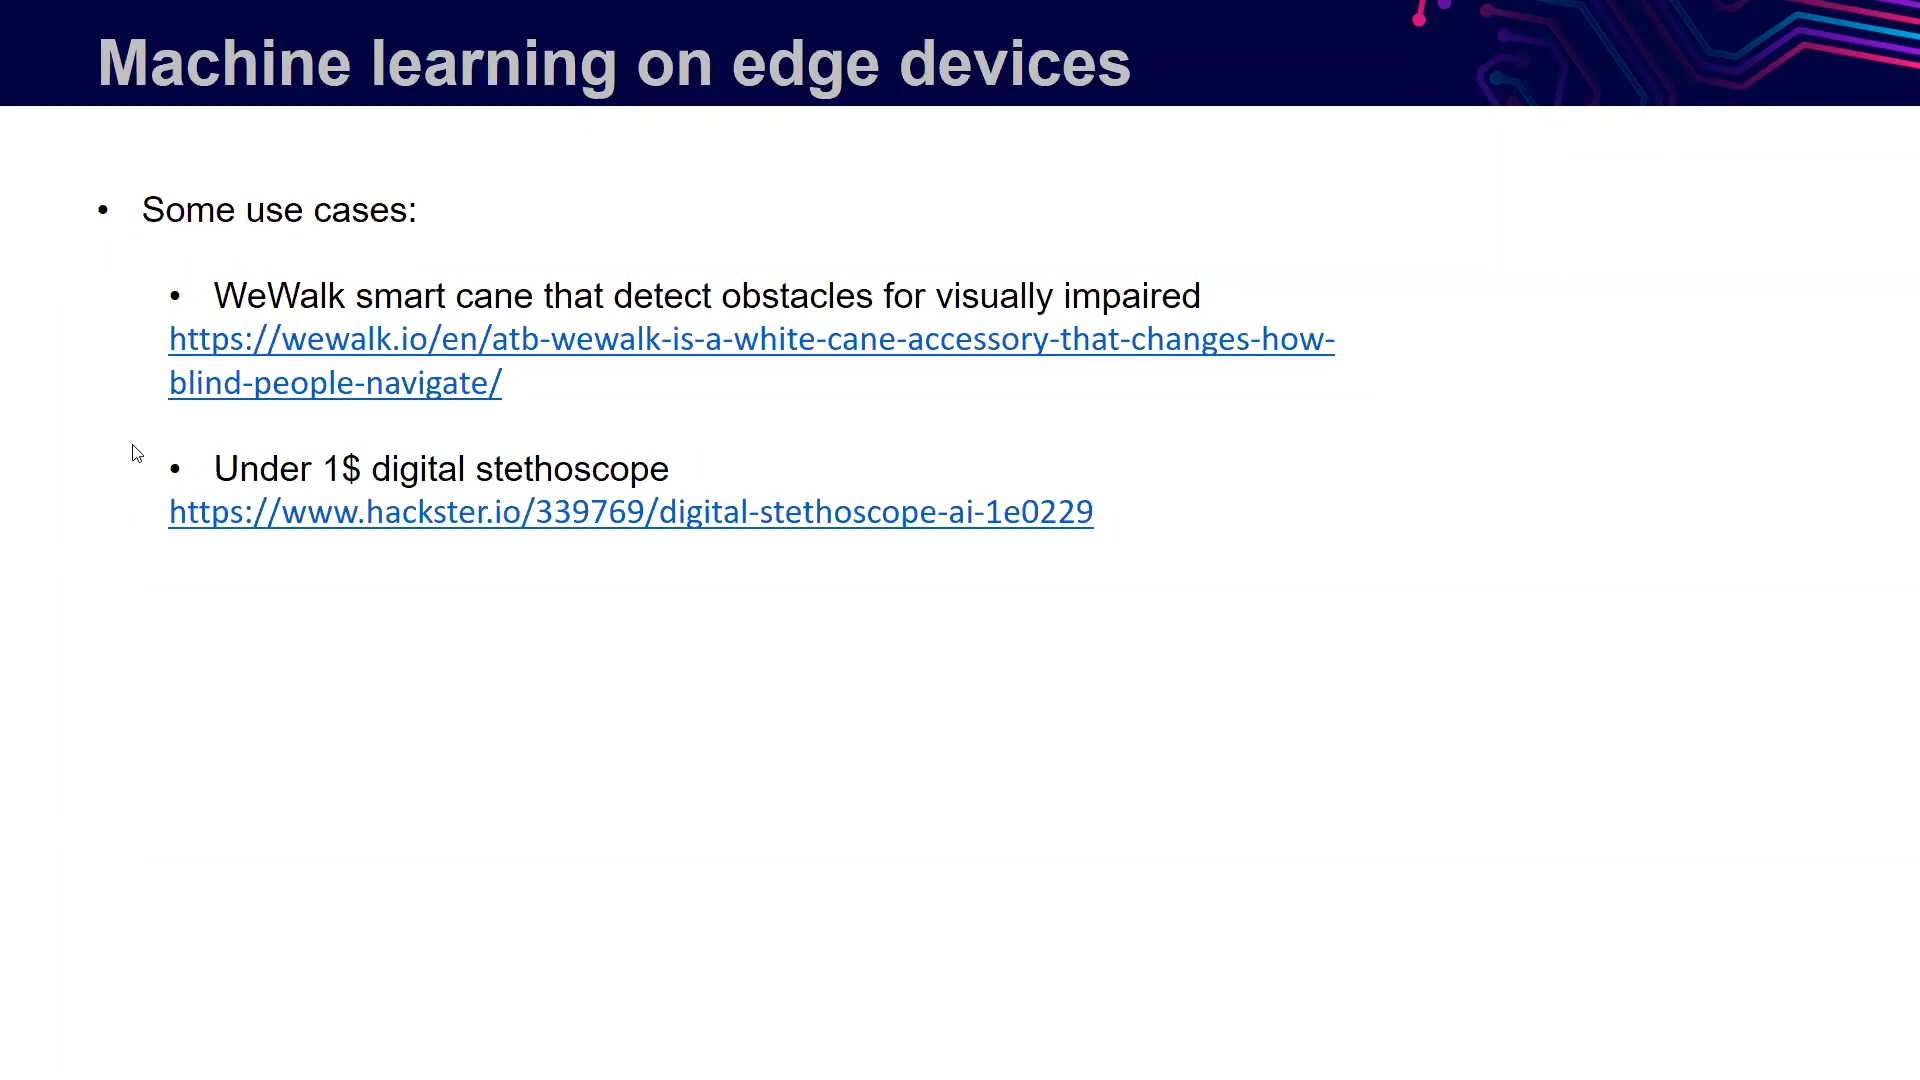 Machine learning on edge devices
• Some use cases:
• WeWalk smart cane that detect obstacles for visually impaired
https://wewalk.io/en/atb-wewalk-is-a-white-cane-accessory-that-changes-how-
blind-people-navigate/
• Under 1$ digital stethoscope
https://www.hackster.io/339769/digital-stethoscope-ai-1e0229